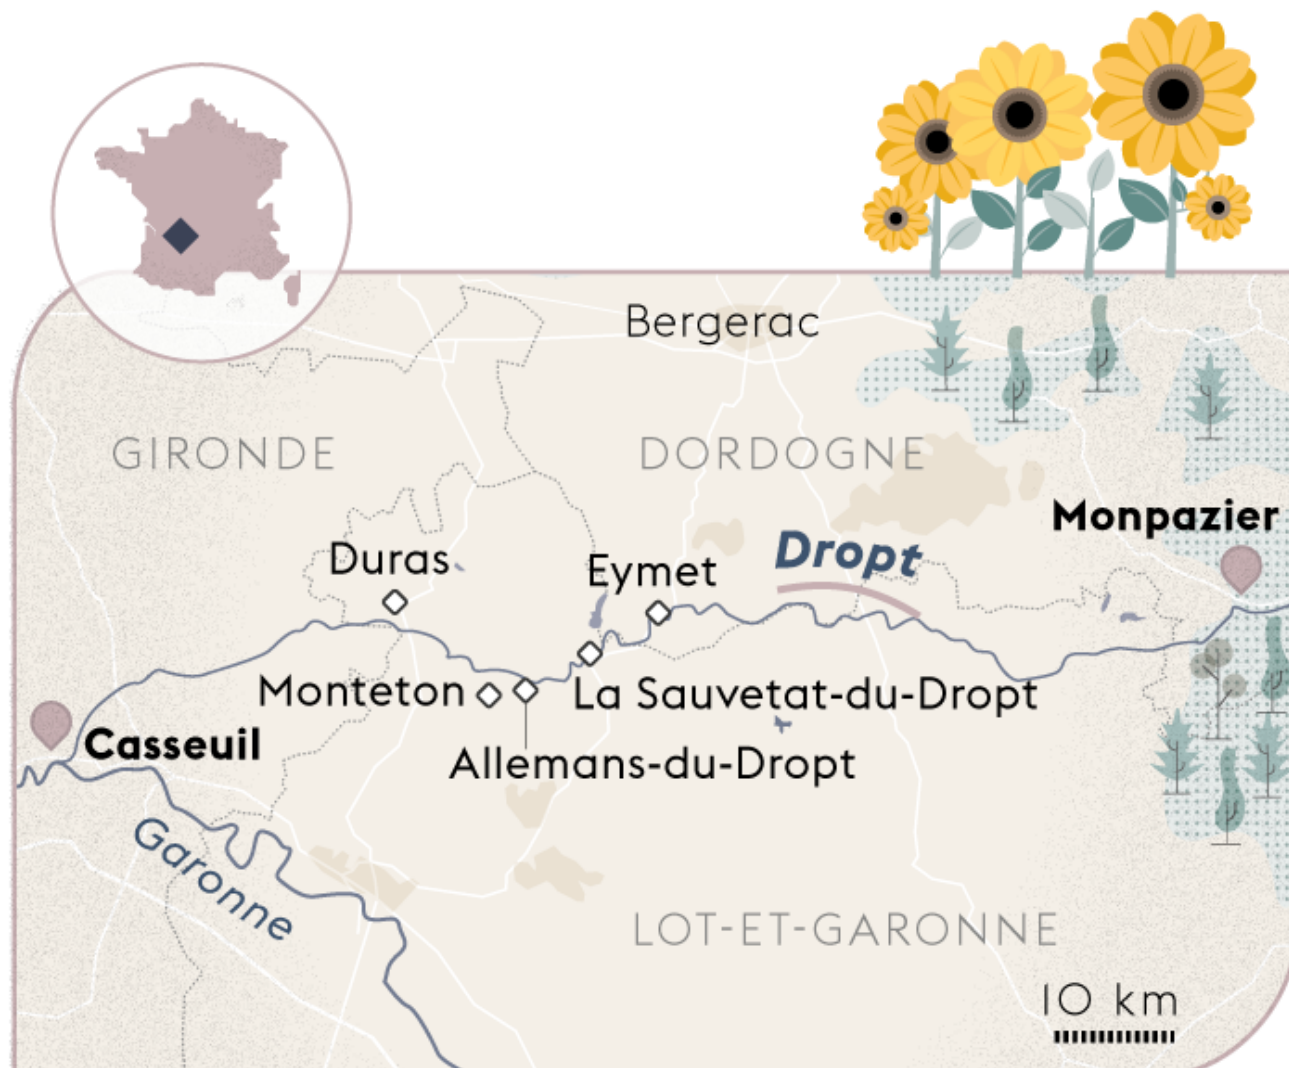 Bergerac
GIRONDE
DORDOGNE
Monpazier
Duras
Eymet
Dropt
Monteton
La Sauvetat-du-Dropt
Casseuil
Allemans-du-Dropt
Garonne
LOT-ET-GARONNE
10 km